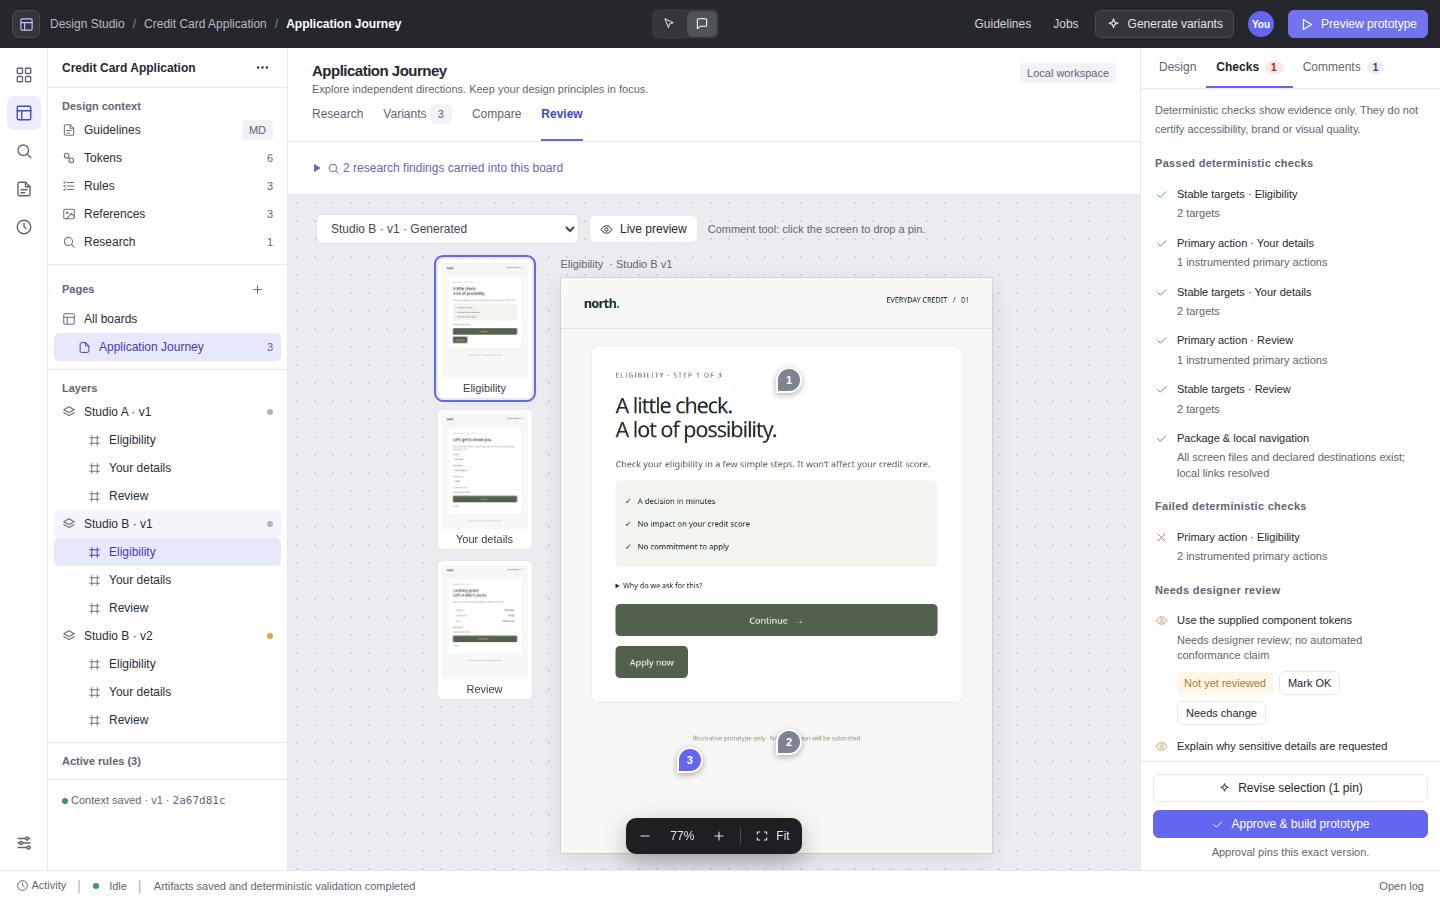 Design Studio / Credit Card Application / Application Journey
Guidelines
Jobs
Generate variants
You
Preview prototype
Credit Card Application
Design context
Guidelines MD
Tokens 6
Rules 3
References 3
Research 1
Pages
All boards
Application Journey 3
Layers
Studio A · v1
Eligibility
Your details
Review
Studio B · v1
Eligibility
Your details
Review
Studio B · v2
Eligibility
Your details
Review
Active rules (3)
Context saved · v1 · 2a67d81c
Application Journey
Explore independent directions. Keep your design principles in focus.
Local workspace
Research Variants 3 Compare Review
2 research findings carried into this board
Studio B · v1 · Generated
Live preview
Comment tool: click the screen to drop a pin.
Eligibility
Your details
Review
Eligibility · Studio B v1
north.
EVERYDAY CREDIT / 01
ELIGIBILITY · STEP 1 OF 3
1
A little check.
A lot of possibility.
Check your eligibility in a few simple steps. It won't affect your credit score.
✓ A decision in minutes
✓ No impact on your credit score
✓ No commitment to apply
Why do we ask for this?
Continue →
Apply now
Illustrative prototype only · N on will be submitted
2
3
77%
Fit
Design Checks 1 Comments 1
Deterministic checks show evidence only. They do not
certify accessibility, brand or visual quality.
Passed deterministic checks
Stable targets · Eligibility
2 targets
Primary action · Your details
1 instrumented primary actions
Stable targets · Your details
2 targets
Primary action · Review
1 instrumented primary actions
Stable targets · Review
2 targets
Package & local navigation
All screen files and declared destinations exist;
local links resolved
Failed deterministic checks
Primary action · Eligibility
2 instrumented primary actions
Needs designer review
Use the supplied component tokens
Needs designer review; no automated
conformance claim
Not yet reviewed
Mark OK
Needs change
Explain why sensitive details are requested
Revise selection (1 pin)
Approve & build prototype
Approval pins this exact version.
Activity
Idle
Artifacts saved and deterministic validation completed
Open log